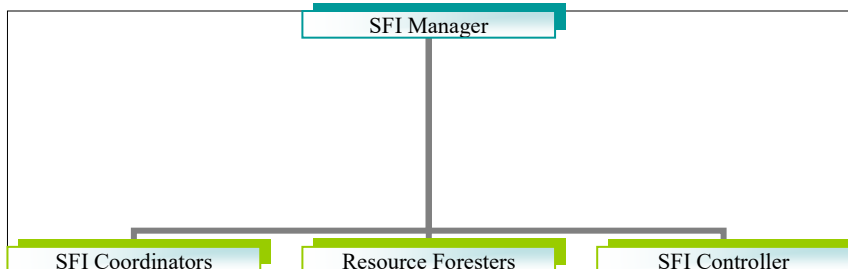 SFI Manager
SFI Coordinators
Resource Foresters
SFI Controller